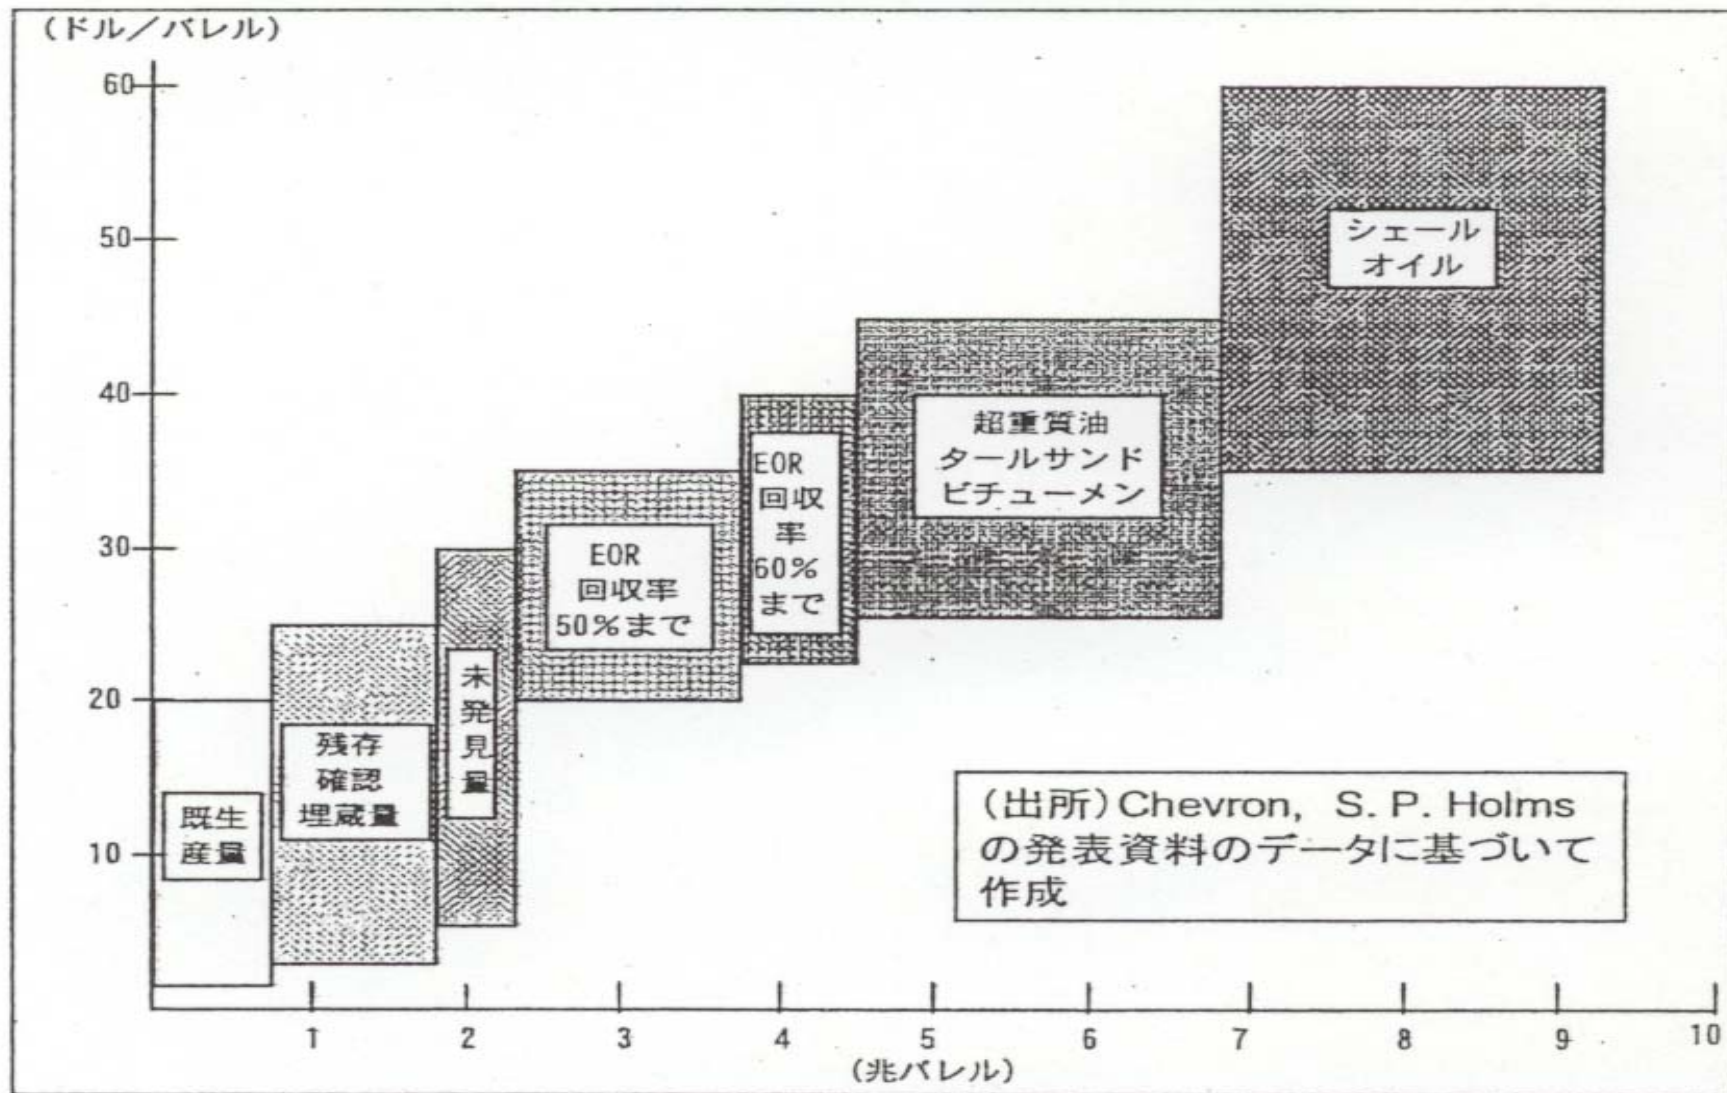 (ドル／バレル)
60
50
40
30
20
10
既生
産量
残存
確認
埋蔵量
未
発
見
量
EOR
回収率
50%まで
EOR
回収
率
60%
まで
超重質油
タールサンド
ビチューメン
シェール
オイル
(出所)Chevron, S. P. Holms
の発表資料のデータに基づいて
作成
1 2 3 4 5 6 7 8 9 10
(兆バレル)